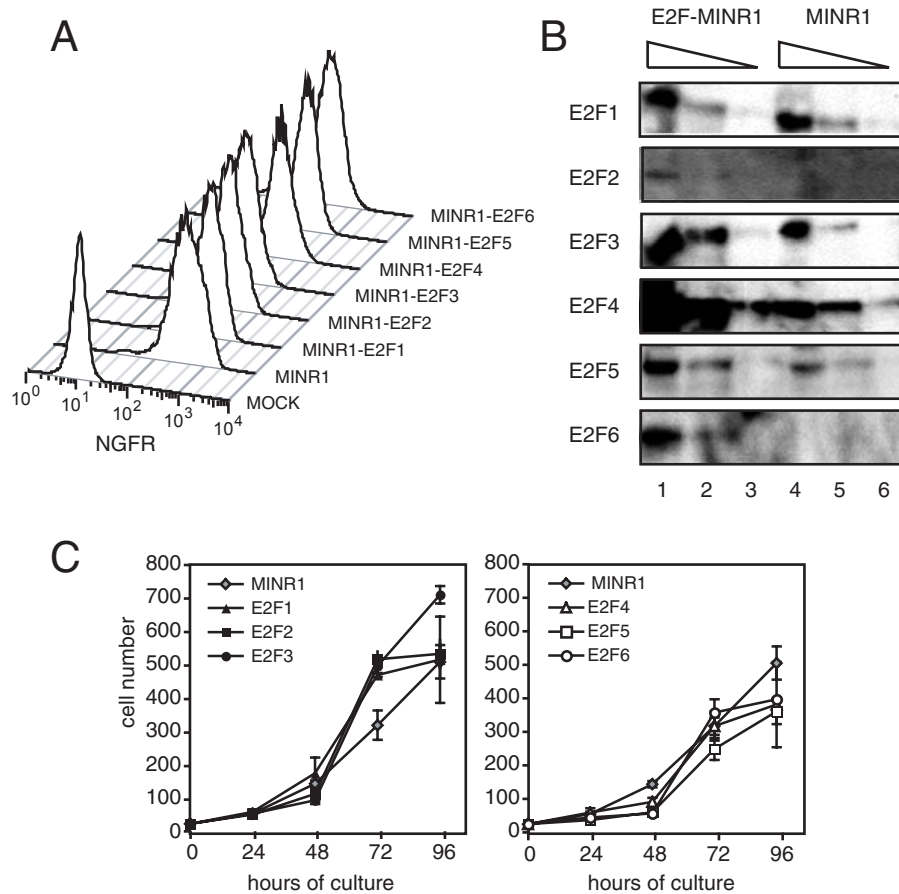 A
MINR1-E2F6
MINR1-E2F5
MINR1-E2F4
MINR1-E2F3
MINR1-E2F2
MINR1-E2F1
MINR1
MOCK
10^0 10^1 10^2 10^3 10^4
NGFR
B
E2F-MINR1 MINR1
E2F1
E2F2
E2F3
E2F4
E2F5
E2F6
1 2 3 4 5 6
C
800
700
600
500
400
300
200
100
0
cell number
MINR1
E2F1
E2F2
E2F3
0 24 48 72 96
hours of culture
800
700
600
500
400
300
200
100
0
MINR1
E2F4
E2F5
E2F6
0 24 48 72 96
hours of culture